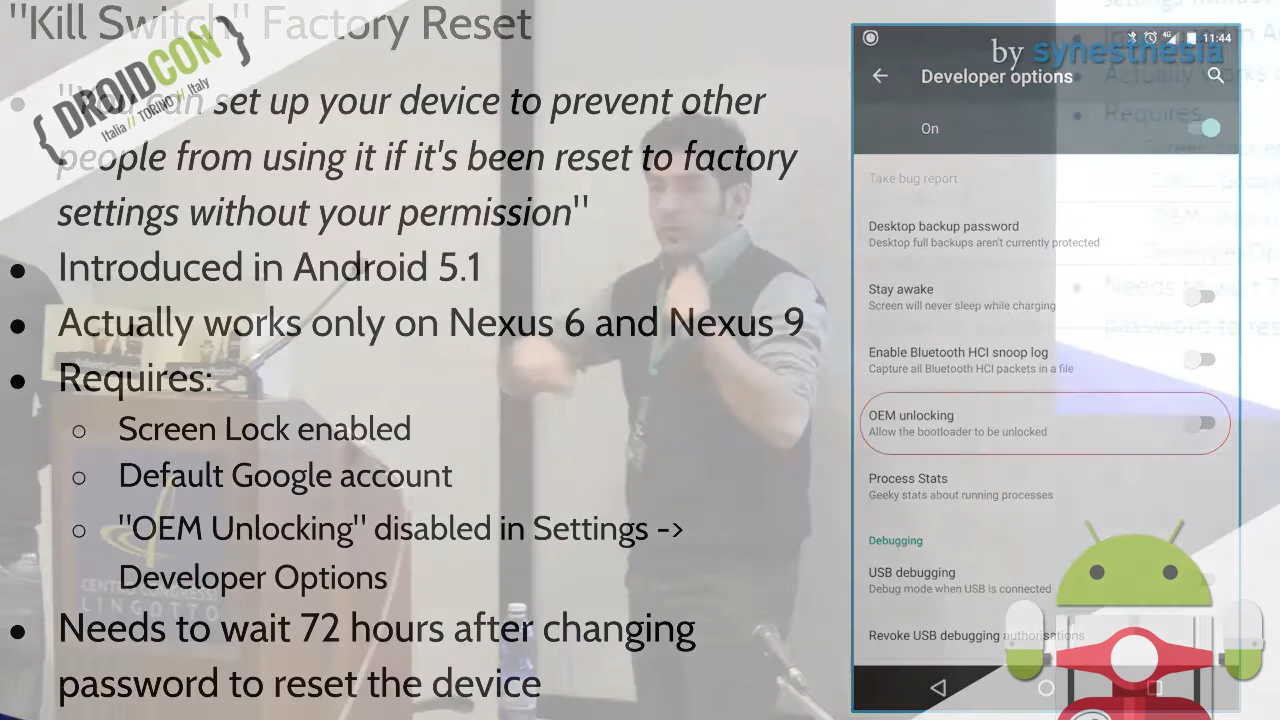 "Kill Switch" Factory Reset
{ DROIDCON }
Italia // TORINO // Italy
● "You can set up your device to prevent other
people from using it if it's been reset to factory
settings without your permission"
● Introduced in Android 5.1
● Actually works only on Nexus 6 and Nexus 9
● Requires:
○ Screen Lock enabled
○ Default Google account
○ "OEM Unlocking" disabled in Settings ->
Developer Options
● Needs to wait 72 hours after changing
password to reset the device
LINGOTTO
by synesthesia
4G 11:44
Developer options
On
Take bug report
Desktop backup password
Desktop full backups aren't currently protected
Stay awake
Screen will never sleep while charging
Enable Bluetooth HCI snoop log
Capture all Bluetooth HCI packets in a file
OEM unlocking
Allow the bootloader to be unlocked
Process Stats
Geeky stats about running processes
Debugging
USB debugging
Debug mode when USB is connected
Revoke USB debugging authorisations
Requires